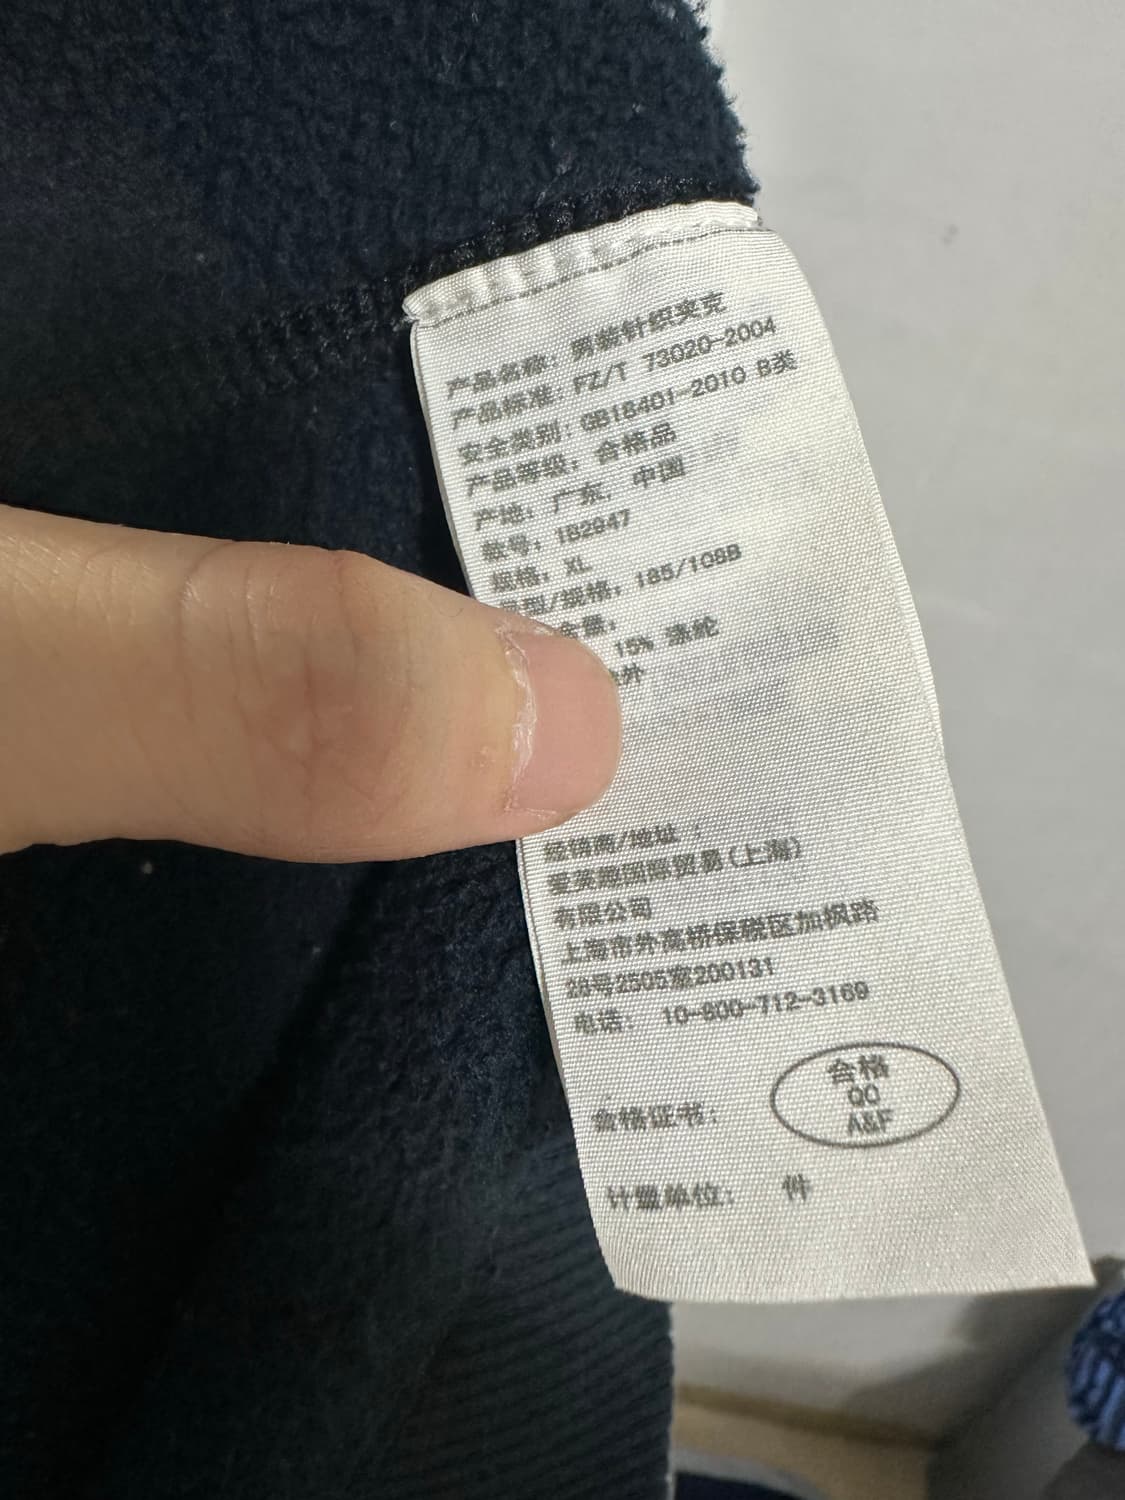 产品名称: 男装针织夹克
产品标准: FZ/T 73020-2004
安全类别: GB18401-2010 B类
产品等级: 合格品
产地: 广东, 中国
款号: 182947
规格: XL
型/规格: 185/108B
含量:
15% 涤纶
外
经销商/地址 :
国际贸易(上海)
有限公司
上海市外高桥保税区加枫路
28号2505室200131
电话: 10-800-712-3169
合格
QC
A&F
合格证书:
计量单位: 件